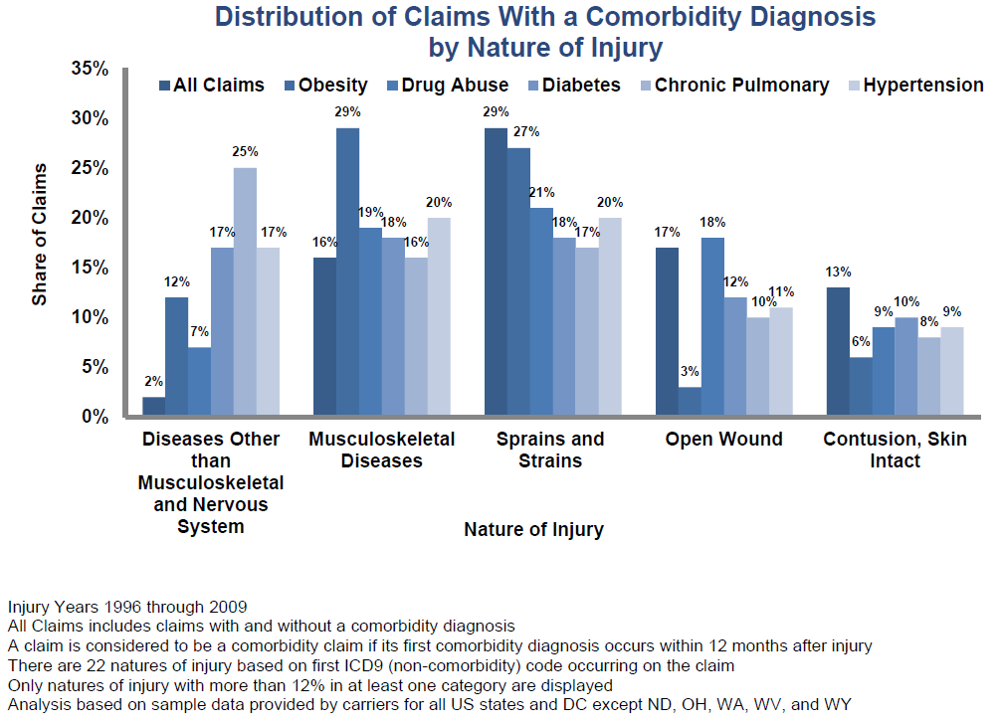 Distribution of Claims With a Comorbidity Diagnosis
by Nature of Injury
35%
All Claims Obesity Drug Abuse Diabetes Chronic Pulmonary Hypertension
30%
25%
20%
15%
10%
5%
0%
Share of Claims
2% 12% 7% 17% 25% 17%
16% 29% 19% 18% 16% 20%
29% 27% 21% 18% 17% 20%
17% 3% 18% 12% 10% 11%
13% 6% 9% 10% 8% 9%
Diseases Other
than
Musculoskeletal
and Nervous
System
Musculoskeletal
Diseases
Sprains and
Strains
Open Wound
Contusion, Skin
Intact
Nature of Injury
Injury Years 1996 through 2009
All Claims includes claims with and without a comorbidity diagnosis
A claim is considered to be a comorbidity claim if its first comorbidity diagnosis occurs within 12 months after injury
There are 22 natures of injury based on first ICD9 (non-comorbidity) code occurring on the claim
Only natures of injury with more than 12% in at least one category are displayed
Analysis based on sample data provided by carriers for all US states and DC except ND, OH, WA, WV, and WY